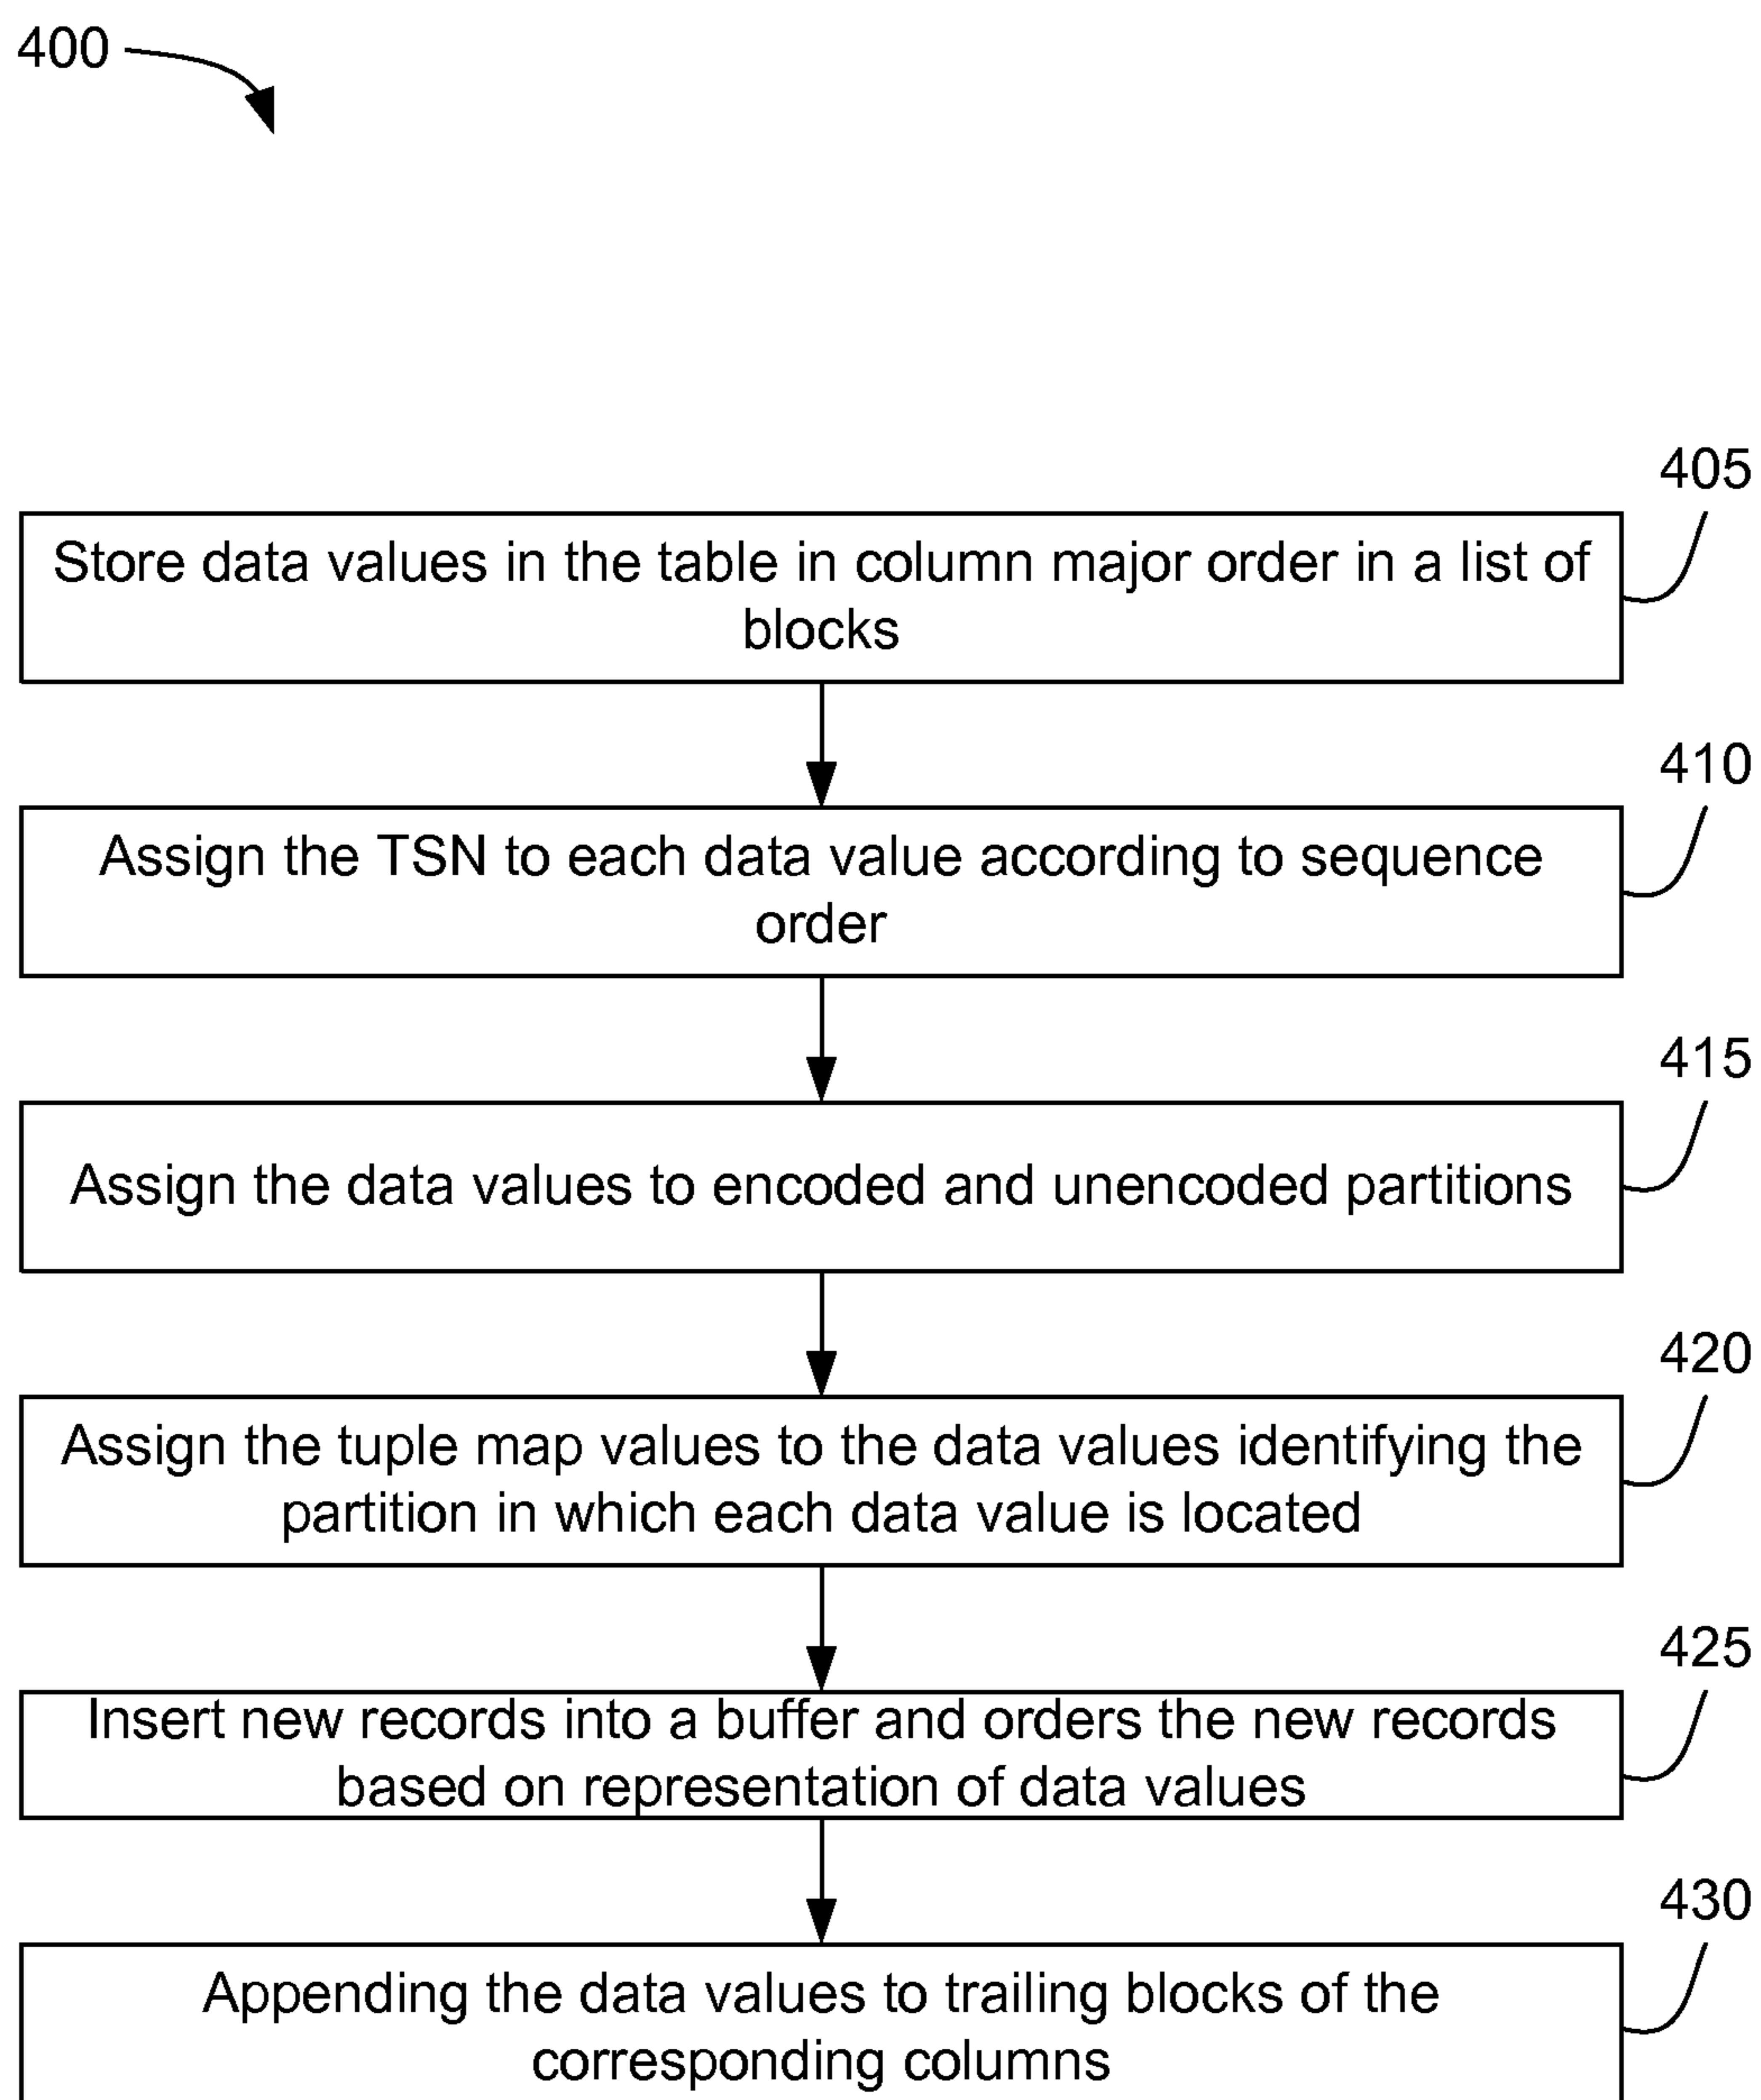 400
405
Store data values in the table in column major order in a list of
blocks
410
Assign the TSN to each data value according to sequence
order
415
Assign the data values to encoded and unencoded partitions
420
Assign the tuple map values to the data values identifying the
partition in which each data value is located
425
Insert new records into a buffer and orders the new records
based on representation of data values
430
Appending the data values to trailing blocks of the
corresponding columns